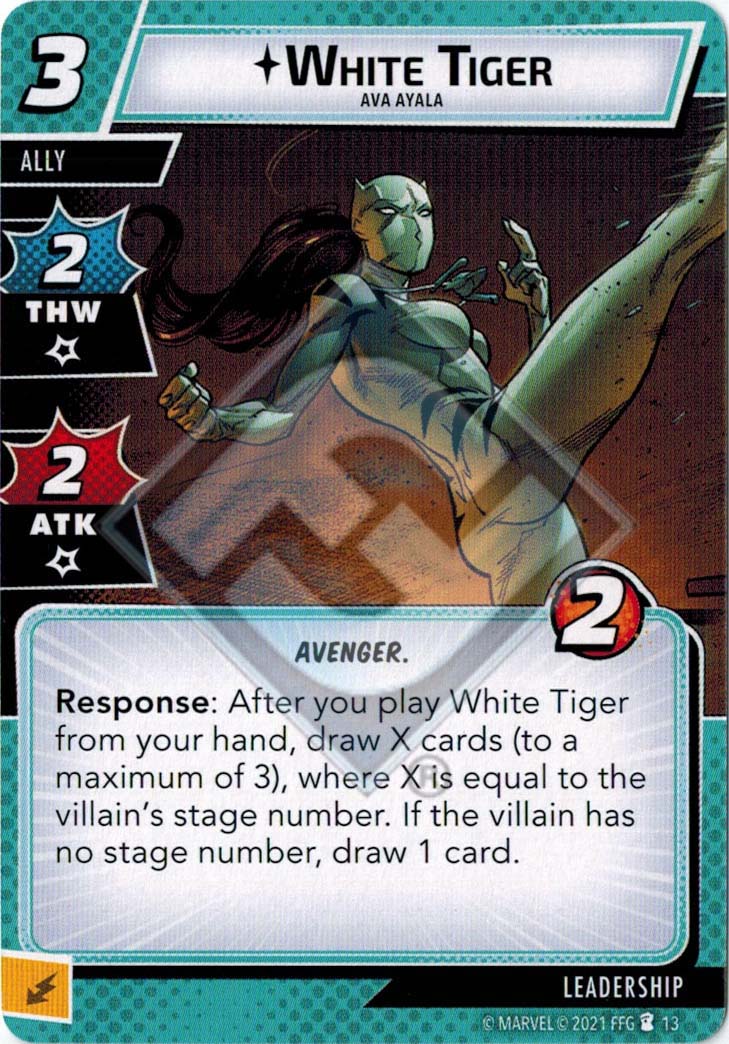 3
WHITE TIGER
AVA AYALA
ALLY
2
THW
2
ATK
2
AVENGER.
Response: After you play White Tiger
from your hand, draw X cards (to a
maximum of 3), where X is equal to the
villain's stage number. If the villain has
no stage number, draw 1 card.
LEADERSHIP
© MARVEL © 2021 FFG 13